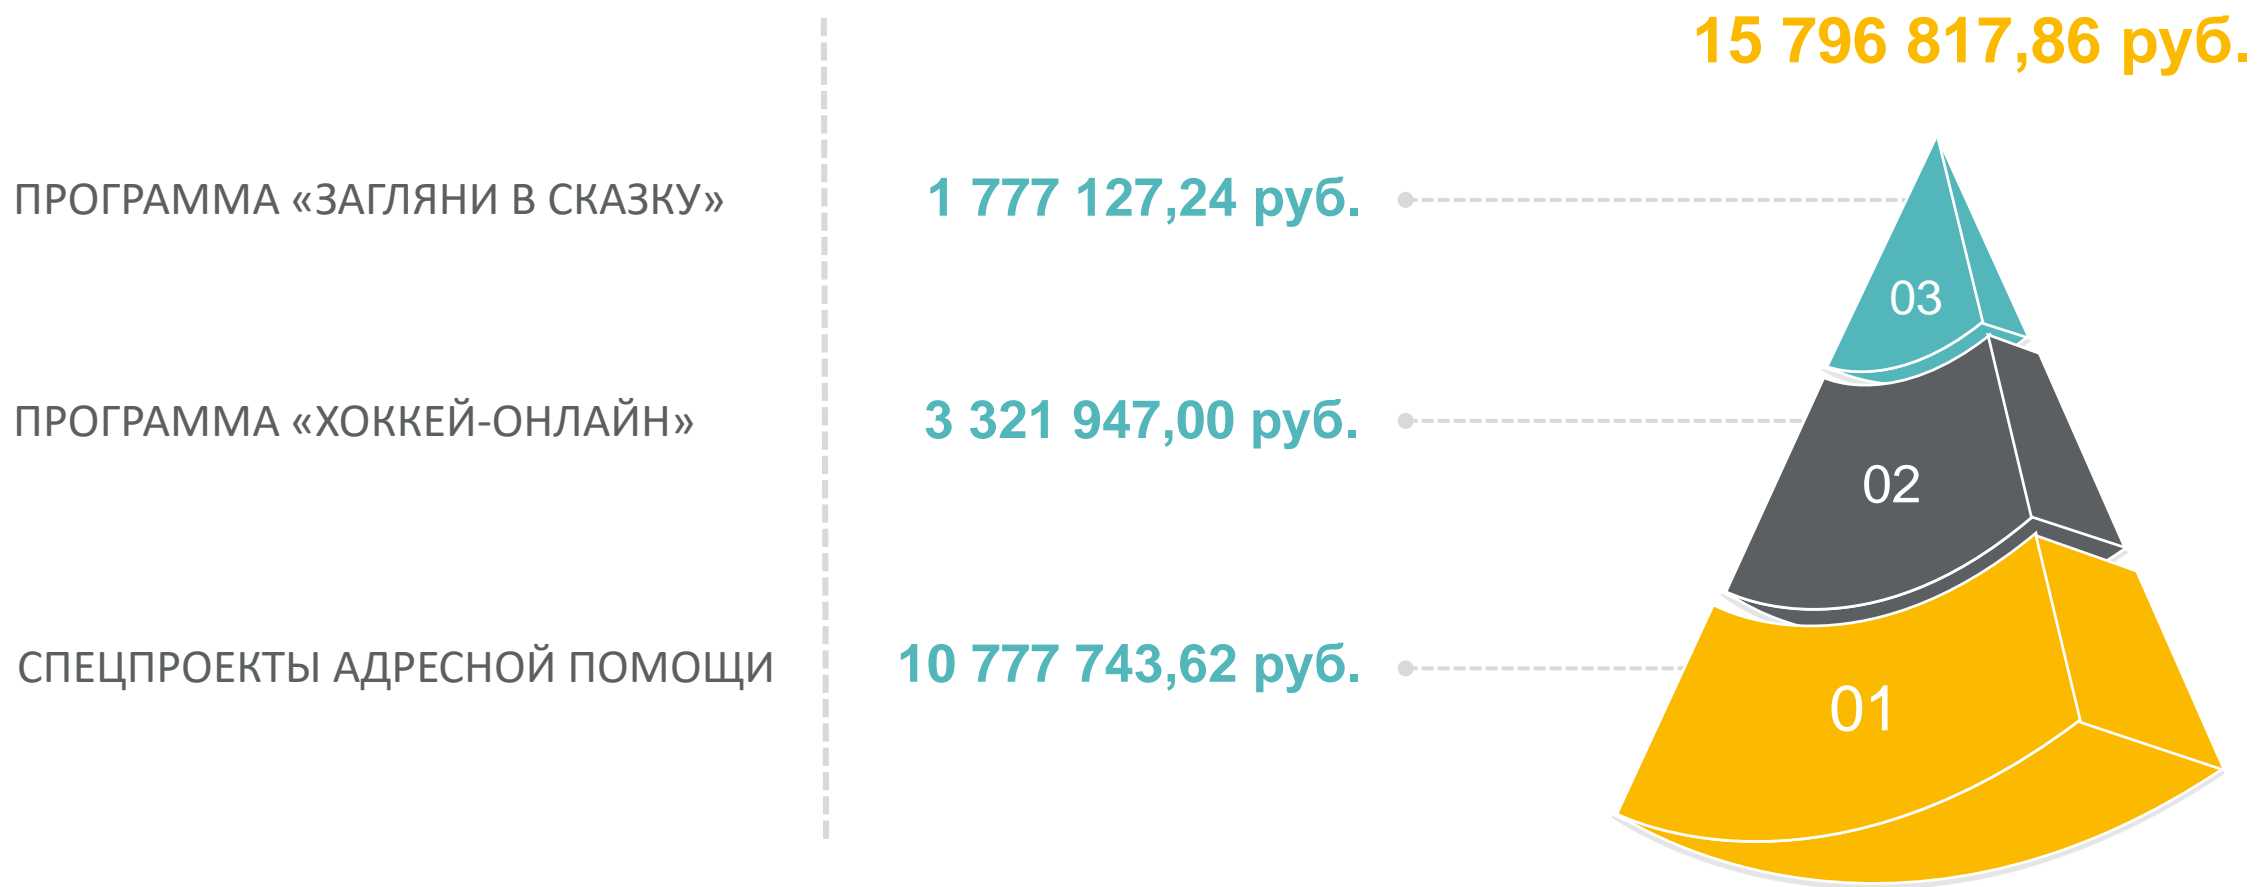 15 796 817,86 руб.
ПРОГРАММА «ЗАГЛЯНИ В СКАЗКУ» 1 777 127,24 руб.
03
ПРОГРАММА «ХОККЕЙ-ОНЛАЙН» 3 321 947,00 руб.
02
СПЕЦПРОЕКТЫ АДРЕСНОЙ ПОМОЩИ 10 777 743,62 руб.
01